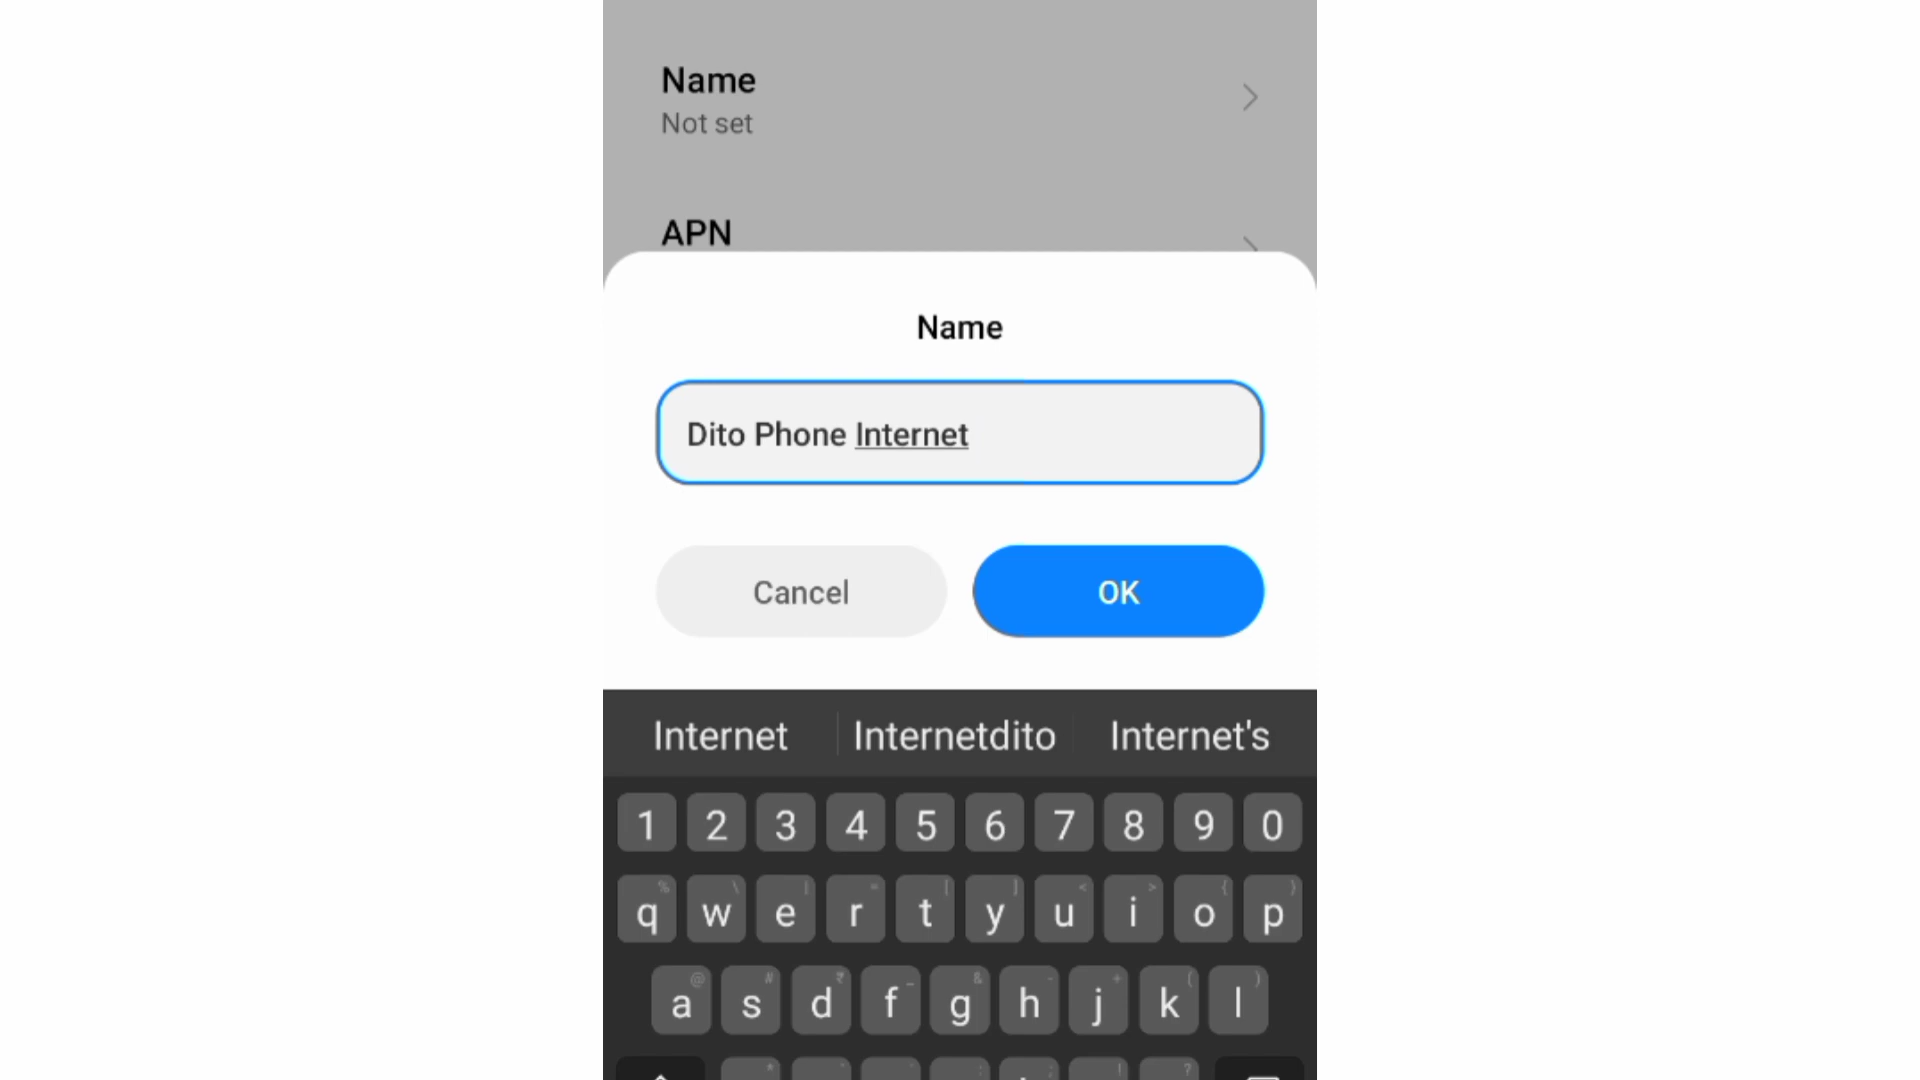 Name
Not set
APN
Name
Dito Phone Internet
Cancel OK
Internet Internetdito Internet's
1 2 3 4 5 6 7 8 9 0
q w e r t y u i o p
a s d f g h j k l